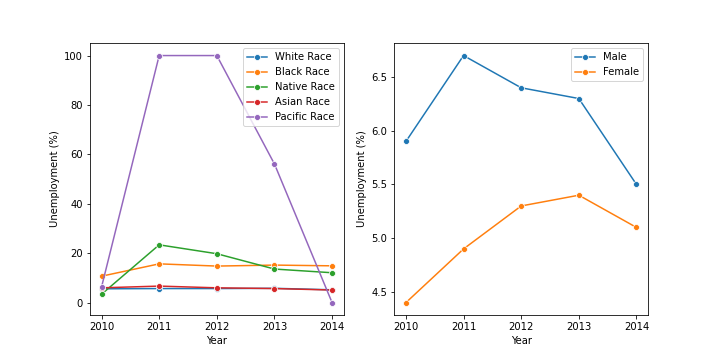 100
80
60
40
20
0
Unemployment (%)
2010 2011 2012 2013 2014
Year
White Race
Black Race
Native Race
Asian Race
Pacific Race
6.5
6.0
5.5
5.0
4.5
Unemployment (%)
2010 2011 2012 2013 2014
Year
Male
Female